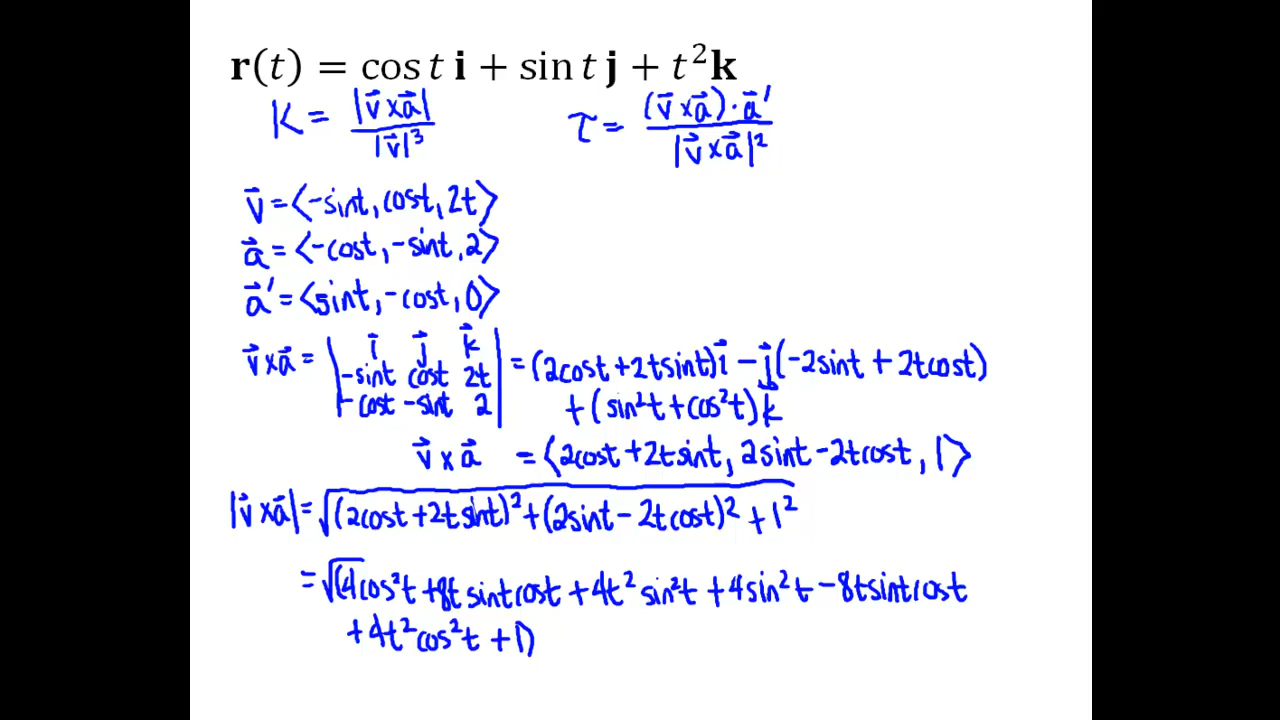 r(t) = cos t i + sin t j + t²k
K = |v⃗ x a⃗| / |v⃗|³    τ = (v⃗ x a⃗) · a⃗' / |v⃗ x a⃗|²
v⃗ = ⟨-sint, cost, 2t⟩
a⃗ = ⟨-cost, -sint, 2⟩
a⃗' = ⟨sint, -cost, 0⟩
v⃗ x a⃗ = | i⃗ j⃗ k⃗ | = (2cost + 2tsint)i⃗ - j⃗(-2sint + 2tcost)
-sint cost 2t
-cost -sint 2    + (sin²t + cos²t)k⃗
v⃗ x a⃗ = ⟨2cost + 2tsint, 2sint - 2tcost, 1⟩
|v⃗ x a⃗| = √(2cost + 2tsint)² + (2sint - 2tcost)² + 1²
= √(4cos²t + 8t sintcost + 4t² sin²t + 4sin²t - 8tsintcost
+ 4t² cos²t + 1)